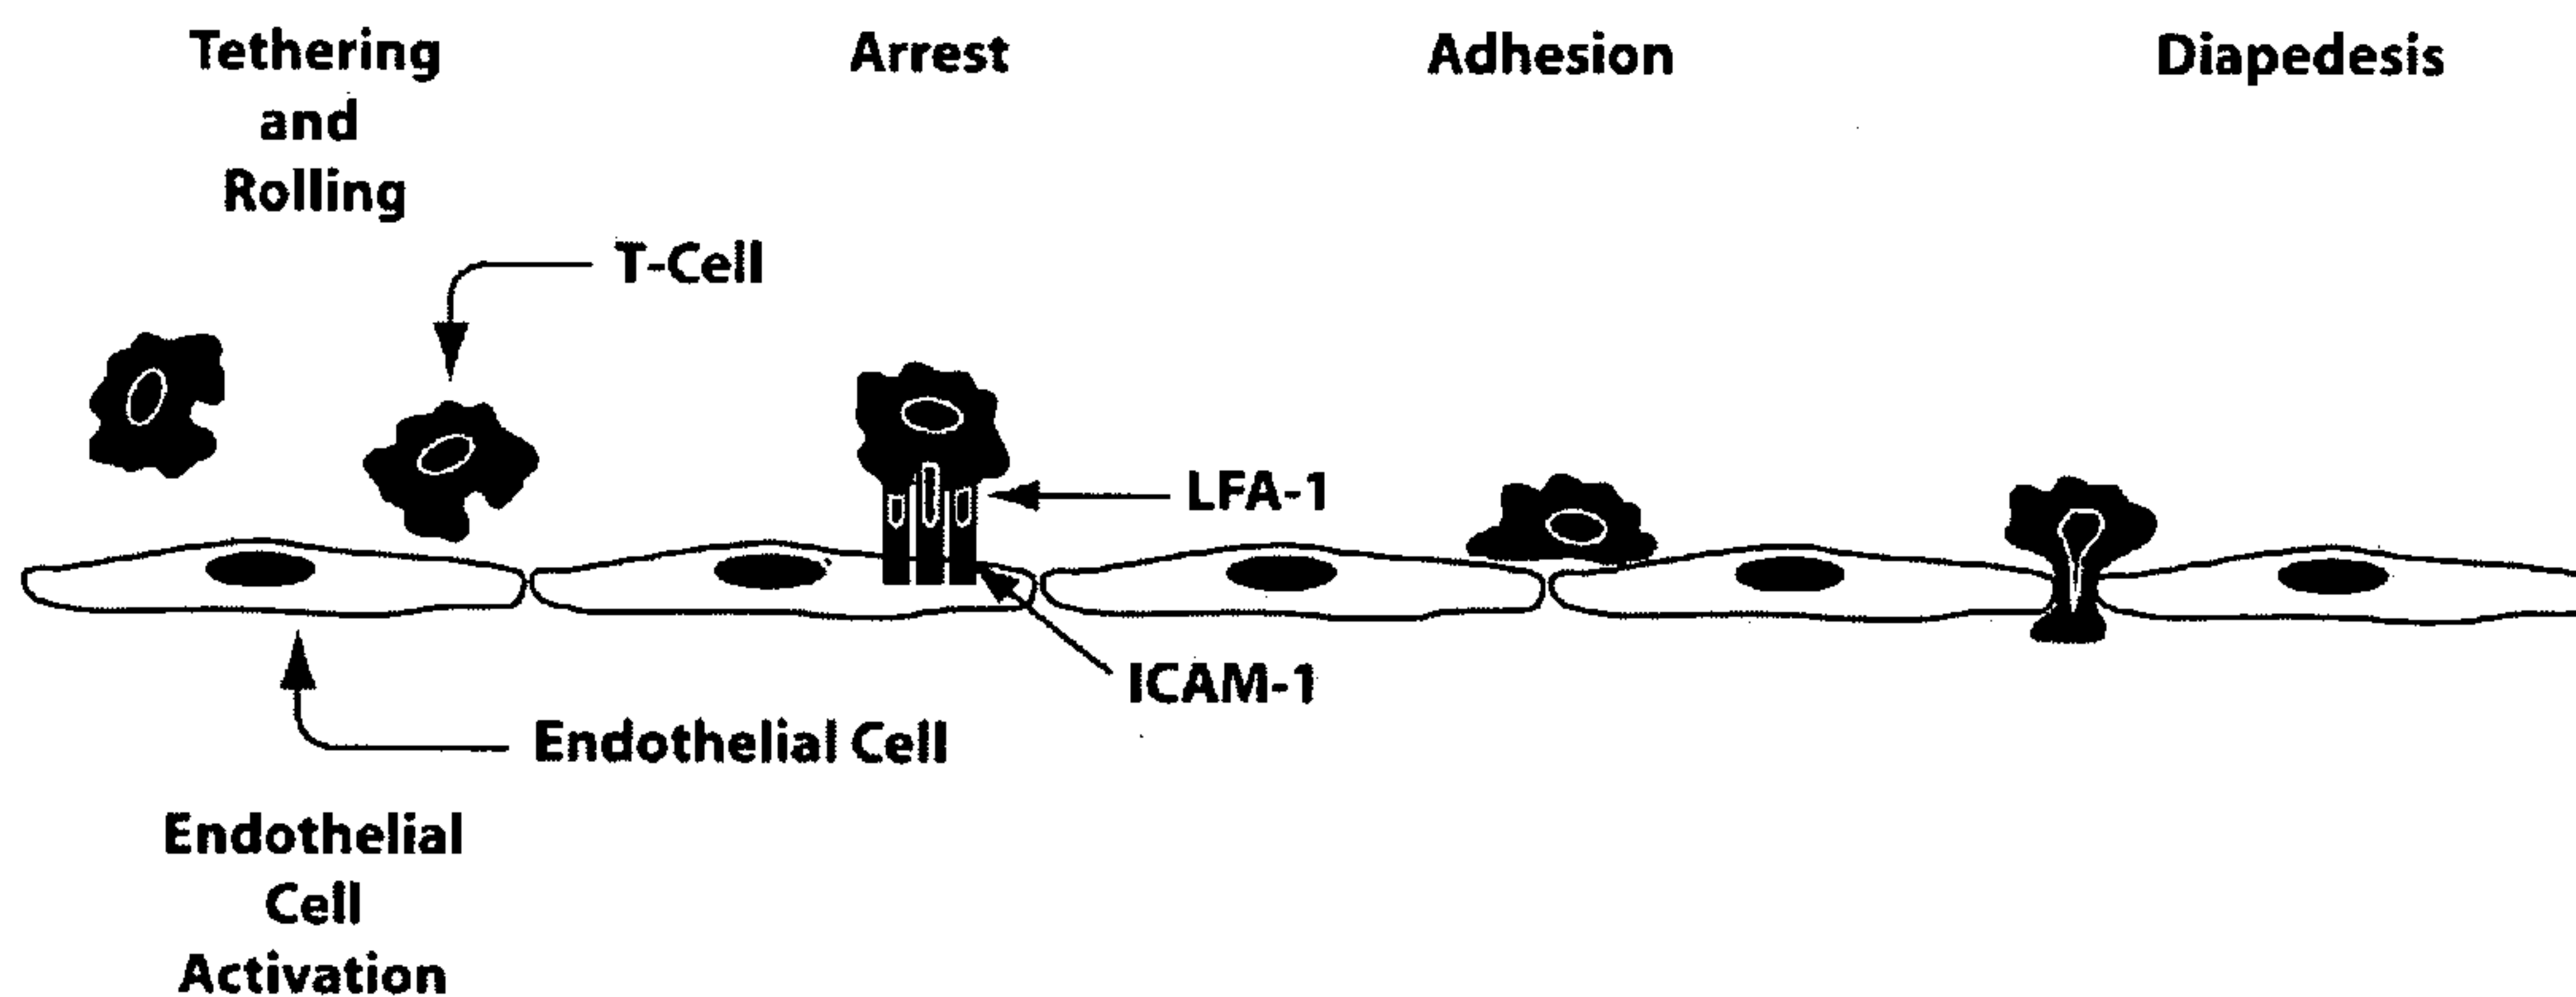 Tethering
and
Rolling
Arrest
Adhesion
Diapedesis
T-Cell
LFA-1
ICAM-1
Endothelial Cell
Endothelial
Cell
Activation